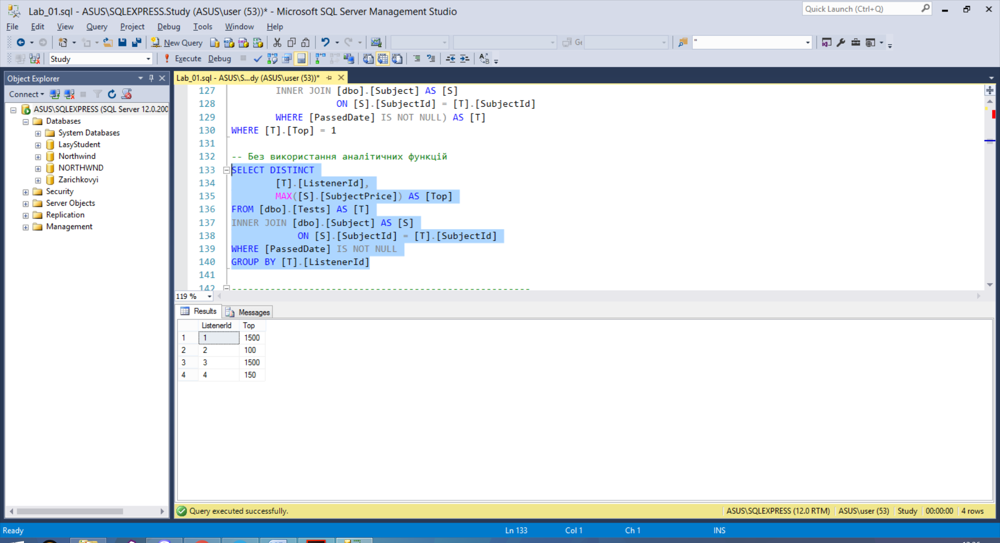 Lab_01.sql - ASUS\SQLEXPRESS.Study (ASUS\user (53))* - Microsoft SQL Server Management Studio
Quick Launch (Ctrl+Q)
File Edit View Query Project Debug Tools Window Help
New Query
"
Study
Execute Debug
Object Explorer
Connect
ASUS\SQLEXPRESS (SQL Server 12.0.200
Databases
System Databases
LasyStudent
Northwind
NORTHWND
Zarichkovyi
Security
Server Objects
Replication
Management
Lab_01.sql - ASUS\S...dy (ASUS\user (53))*
127 INNER JOIN [dbo].[Subject] AS [S]
128 ON [S].[SubjectId] = [T].[SubjectId]
129 WHERE [PassedDate] IS NOT NULL) AS [T]
130 WHERE [T].[Top] = 1
131
132 -- Без використання аналітичних функцій
133 SELECT DISTINCT
134 [T].[ListenerId],
135 MAX([S].[SubjectPrice]) AS [Top]
136 FROM [dbo].[Tests] AS [T]
137 INNER JOIN [dbo].[Subject] AS [S]
138 ON [S].[SubjectId] = [T].[SubjectId]
139 WHERE [PassedDate] IS NOT NULL
140 GROUP BY [T].[ListenerId]
141
142 ------------------------------------------------------
119 %
Results Messages
ListenerId Top
1 1 1500
2 2 100
3 3 1500
4 4 150
Query executed successfully.
ASUS\SQLEXPRESS (12.0 RTM) ASUS\user (53) Study 00:00:00 4 rows
Ready
Ln 133 Col 1 Ch 1 INS